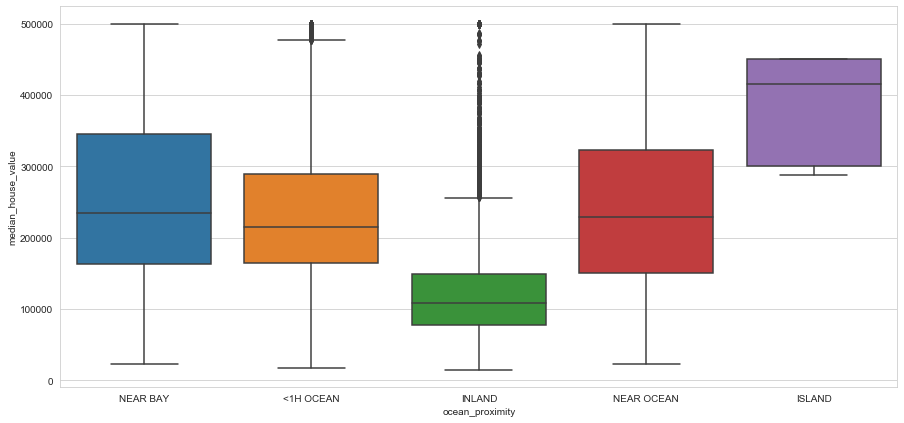 500000
400000
300000
200000
100000
0
median_house_value
NEAR BAY
<1H OCEAN
INLAND
NEAR OCEAN
ISLAND
ocean_proximity